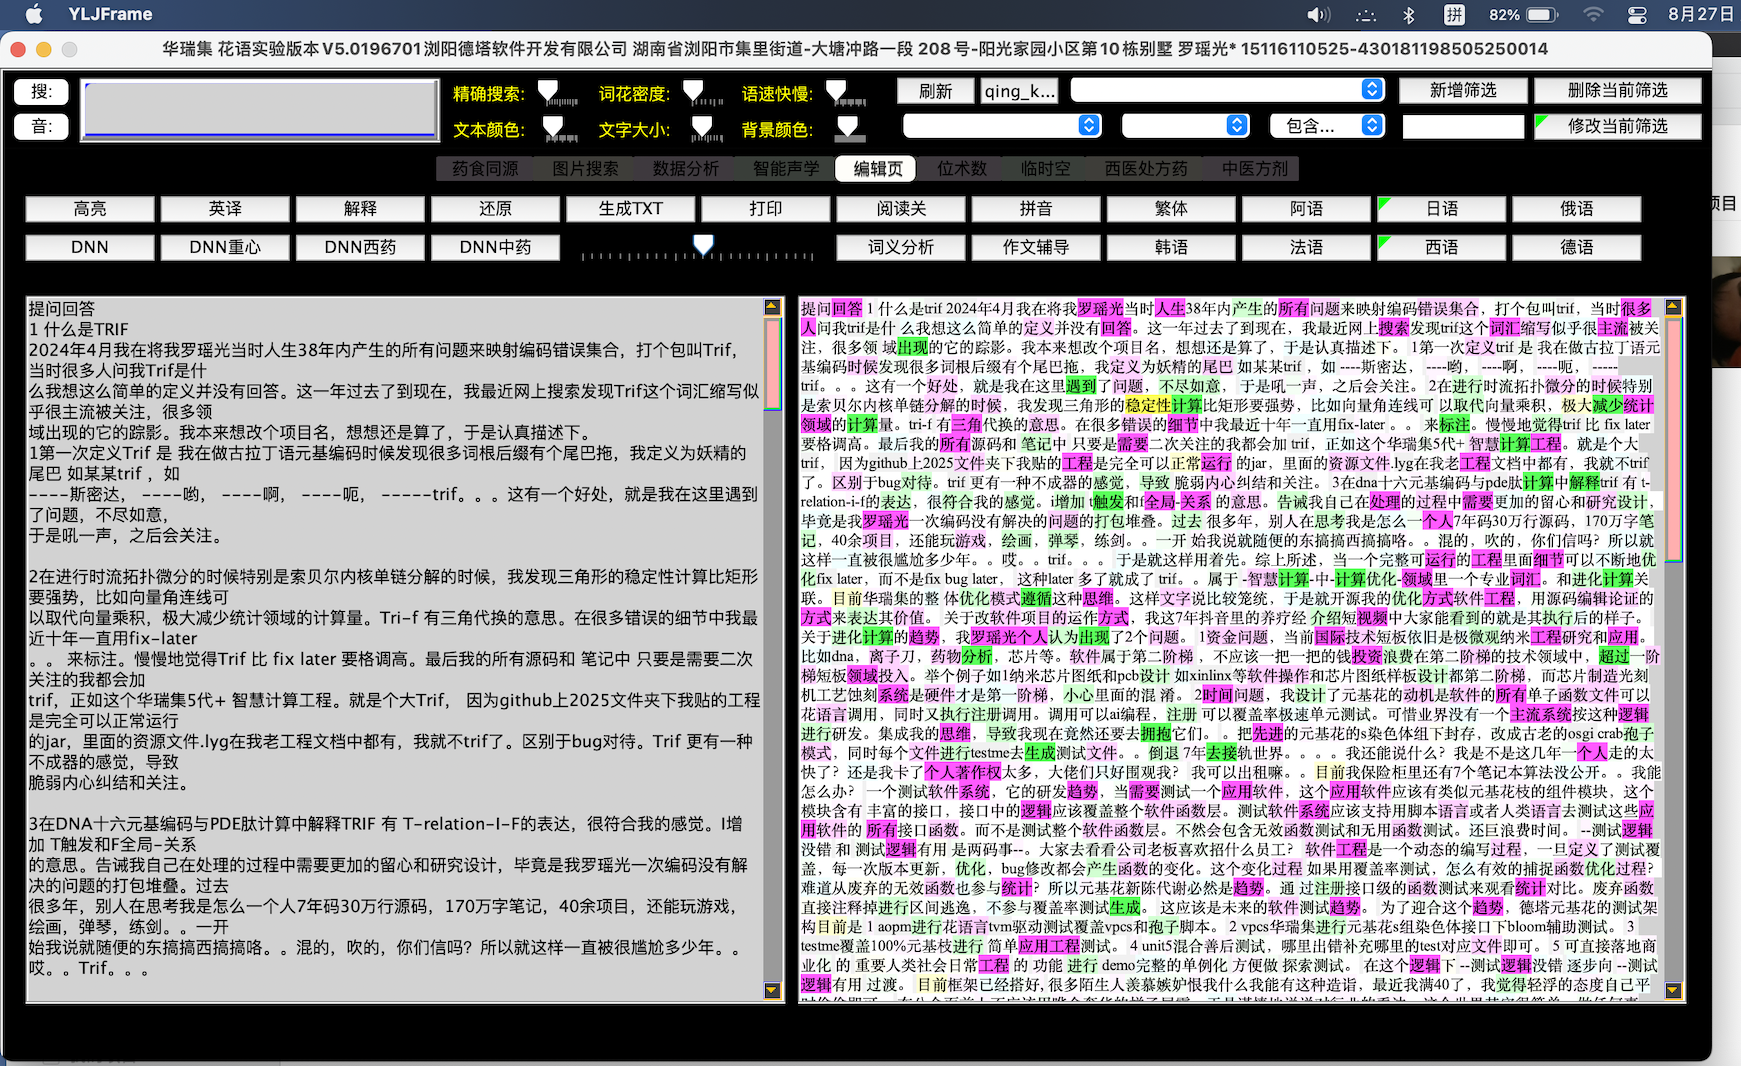 YLJFrame
82%
8月27日
华瑞集 花语实验版本V5.0196701浏阳德塔软件开发有限公司 湖南省浏阳市集里街道-大塘冲路一段 208号-阳光家园小区第10栋别墅 罗瑶光* 15116110525-430181198505250014
搜:
精确搜索:
词花密度:
语速快慢:
刷新
qing_k...
新增筛选
删除当前筛选
音:
文本颜色:
文字大小:
背景颜色:
包含...
修改当前筛选
药食同源 图片搜索 数据分析 智能声学 编辑页 位术数 临时空 西医处方药 中医方剂
高亮 英译 解释 还原 生成TXT 打印 阅读关 拼音 繁体 阿语 日语 俄语
DNN DNN重心 DNN西药 DNN中药 词义分析 作文辅导 韩语 法语 西语 德语
提问回答
1 什么是TRIF
2024年4月我在将我罗瑶光当时人生38年内产生的所有问题来映射编码错误集合，打个包叫Trif，
当时很多人问我Trif是什
么我想这么简单的定义并没有回答。这一年过去了到现在，我最近网上搜索发现Trif这个词汇缩写似
乎很主流被关注，很多领
域出现的它的踪影。我本来想改个项目名，想想还是算了，于是认真描述下。
1第一次定义Trif 是 我在做古拉丁语元基编码时候发现很多词根后缀有个尾巴拖，我定义为妖精的
尾巴 如某某trif ，如
----斯密达， ----哟， ----啊， ----呃， -----trif。。。这有一个好处，就是我在这里遇到
了问题，不尽如意，
于是吼一声，之后会关注。
2在进行时流拓扑微分的时候特别是索贝尔内核单链分解的时候，我发现三角形的稳定性计算比矩形
要强势，比如向量角连线可
以取代向量乘积，极大减少统计领域的计算量。Tri-f 有三角代换的意思。在很多错误的细节中我最
近十年一直用fix-later
。。 来标注。慢慢地觉得Trif 比 fix later 要格调高。最后我的所有源码和 笔记中 只要是需要二次
关注的我都会加
trif，正如这个华瑞集5代+ 智慧计算工程。就是个大Trif， 因为github上2025文件夹下我贴的工程
是完全可以正常运行
的jar，里面的资源文件.lyg在我老工程文档中都有，我就不trif了。区别于bug对待。Trif 更有一种
不成器的感觉，导致
脆弱内心纠结和关注。
3在DNA十六元基编码与PDE肽计算中解释TRIF 有 T-relation-I-F的表达，很符合我的感觉。I增
加 T触发和F全局-关系
的意思。告诫我自己在处理的过程中需要更加的留心和研究设计，毕竟是我罗瑶光一次编码没有解
决的问题的打包堆叠。过去
很多年，别人在思考我是怎么一个人7年码30万行源码，170万字笔记，40余项目，还能玩游戏，
绘画，弹琴，练剑。。一开
始我说就随便的东搞搞西搞搞咯。。混的，吹的，你们信吗？所以就这样一直被很尴尬多少年。。
哎。。Trif。。。
提问回答 1 什么是trif 2024年4月我在将我罗瑶光当时人生38年内产生的所有问题来映射编码错误集合，打个包叫trif，当时很多
人问我trif是什 么我想这么简单的定义并没有回答。这一年过去了到现在，我最近网上搜索发现trif这个词汇缩写似乎很主流被关
注，很多领 域出现的它的踪影。我本来想改个项目名，想想还是算了，于是认真描述下。 1第一次定义trif 是 我在做古拉丁语元
基编码时候发现很多词根后缀有个尾巴拖，我定义为妖精的尾巴 如某某trif ，如 ----斯密达， ----哟， ----啊， ----呃， -----
trif。。。这有一个好处，就是我在这里遇到了问题，不尽如意，于是吼一声，之后会关注。 2在进行时流拓扑微分的时候特别
是索贝尔内核单链分解的时候，我发现三角形的稳定性计算比矩形要强势，比如向量角连线可 以取代向量乘积，极大减少统计
领域的计算量。tri-f 有三角代换的意思。在很多错误的细节中我最近十年一直用fix-later 。。 来标注。慢慢地觉得trif 比 fix later
要格调高。最后我的所有源码和 笔记中 只要是需要二次关注的我都会加 trif，正如这个华瑞集5代+ 智慧计算工程。就是个大
trif， 因为github上2025文件夹下我贴的工程是完全可以正常运行 的jar，里面的资源文件.lyg在我老工程文档中都有，我就不trif
了。区别于bug对待。trif 更有一种不成器的感觉，导致 脆弱内心纠结和关注。 3在dna十六元基编码与pde肽计算中解释trif 有 t-
relation-i-f的表达，很符合我的感觉。i增加 t触发和f全局-关系 的意思。告诫我自己在处理的过程中需要更加的留心和研究设计，
毕竟是我罗瑶光一次编码没有解决的问题的打包堆叠。过去 很多年，别人在思考我是怎么一个人7年码30万行源码，170万字笔
记，40余项目，还能玩游戏，绘画，弹琴，练剑。。一开 始我说就随便的东搞搞西搞搞咯。。混的，吹的，你们信吗？所以就
这样一直被很尴尬多少年。。哎。。trif。。。 于是就这样用着先。综上所述，当一个完整可运行的工程里面细节可以不断地优
化fix later，而不是fix bug later， 这种later 多了就成了 trif。。。属于 -智慧计算-中-计算优化-领域里一个专业词汇。和进化计算关
联。目前华瑞集的整 体优化模式遵循这种思维。这样文字说比较笼统，于是就开源我的优化方式软件工程，用源码编辑论证的
方式来表达其价值。 关于改软件项目的运作方式，我这7年抖音里的养疗经 介绍短视频中大家能看到的就是其执行后的样子。
关于进化计算的趋势，我罗瑶光个人认为出现了2个问题。1资金问题，当前国际技术短板依旧是极微观纳米工程研究和应用。
比如dna，离子刀，药物分析，芯片等。软件属于第二阶梯 ，不应该一把一把的钱投资浪费在第二阶梯的技术领域中，超过一阶
梯短板领域投入。举个例子如1纳米芯片图纸和pcb设计 如xinlinx等软件操作和芯片图纸样板设计都第二阶梯，而芯片制造光刻
机工艺蚀刻系统是硬件才是第一阶梯，小心里面的混 淆。 2时间问题，我设计了元基花的动机是软件的所有单子函数文件可以
花语言调用，同时又执行注册调用。调用可以ai编程，注册 可以覆盖率极速单元测试。可惜业界没有一个主流系统按这种逻辑
进行研发。集成我的思维，导致我现在竟然还要去拥抱它们。。把先进的元基花的s染色体组下封存，改成古老的osgi crab孢子
模式，同时每个文件进行testme去生成测试文件。。倒退 7年去接轨世界。。。。我还能说什么？我是不是这几年一个人走的太
快了？还是我卡了个人著作权太多，大佬们只好围观我？ 我可以出租嘛。。目前我保险柜里还有7个笔记本算法没公开。。我能
怎么办？ 一个测试软件系统，它的研发趋势，当需要测试一个应用软件，这个应用软件应该有类似元基花枝的组件模块，这个
模块含有 丰富的接口，接口中的逻辑应该覆盖整个软件函数层。测试软件系统应该支持用脚本语言或者人类语言去测试这些应
用软件的 所有接口函数。而不是测试整个软件函数层。不然会包含无效函数测试和无用函数测试。还巨浪费时间。 --测试逻辑
没错 和 测试逻辑有用 是两码事--。大家去看看公司老板喜欢招什么员工？ 软件工程是一个动态的编写过程，一旦定义了测试覆
盖，每一次版本更新，优化，bug修改都会产生函数的变化。这个变化过程 如果用覆盖率测试，怎么有效的捕捉函数优化过程？
难道从废弃的无效函数也参与统计？所以元基花新陈代谢必然是趋势。通 过注册接口级的函数测试来观看统计对比。废弃函数
直接注释掉进行区间逃逸，不参与覆盖率测试生成。 这应该是未来的软件测试趋势。 为了迎合这个趋势，德塔元基花的测试架
构目前是 1 aopm进行花语言tvm驱动测试覆盖vpcs和孢子脚本。 2 vpcs华瑞集进行元基花s组染色体接口下bloom辅助测试。 3
testme覆盖100%元基枝进行 简单应用工程测试。 4 unit5混合善后测试，哪里出错补充哪里的test对应文件即可。 5 可直接落地商
业化 的 重要人类社会日常工程 的 功能 进行 demo完整的单例化 方便做 探索测试。 在这个逻辑下 --测试逻辑没错 逐步向 --测试
逻辑有用 过渡。 目前框架已经搭好, 很多陌生人羡慕嫉妒恨我什么我能有这种造诣，最近我满40了，我觉得轻浮的态度自己平